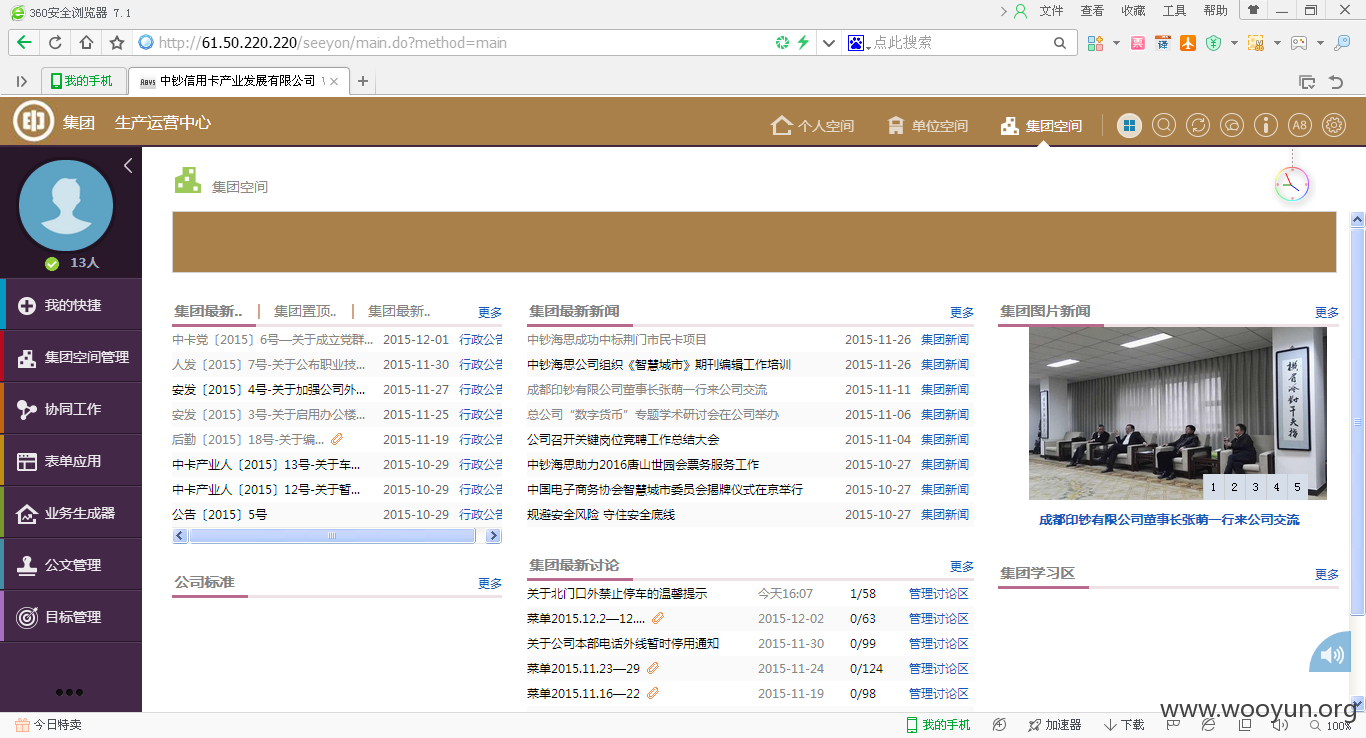 360安全浏览器 7.1
文件 查看 收藏 工具 帮助
http://61.50.220.220/seeyon/main.do?method=main
点此搜索
我的手机
中钞信用卡产业发展有限公司
集团 生产运营中心
个人空间 单位空间 集团空间
A8
13人
我的快捷
集团空间管理
协同工作
表单应用
业务生成器
公文管理
目标管理
集团空间
集团最新.. | 集团置顶.. | 集团最新.. 更多
中卡党〔2015〕6号—关于成立党群... 2015-12-01 行政公告
人发〔2015〕7号-关于公布职业技... 2015-11-30 行政公告
安发〔2015〕4号-关于加强公司外... 2015-11-27 行政公告
安发〔2015〕3号-关于启用办公楼... 2015-11-25 行政公告
后勤〔2015〕18号-关于编... 2015-11-19 行政公告
中卡产业人〔2015〕13号-关于车... 2015-10-29 行政公告
中卡产业人〔2015〕12号-关于暂... 2015-10-29 行政公告
公告〔2015〕5号 2015-10-29 行政公告
公司标准 更多
集团最新新闻 更多
中钞海思成功中标荆门市民卡项目 2015-11-26 集团新闻
中钞海思公司组织《智慧城市》期刊编辑工作培训 2015-11-26 集团新闻
成都印钞有限公司董事长张萌一行来公司交流 2015-11-11 集团新闻
总公司“数字货币”专题学术研讨会在公司举办 2015-11-06 集团新闻
公司召开关键岗位竞聘工作总结大会 2015-11-04 集团新闻
中钞海思助力2016唐山世园会票务服务工作 2015-10-27 集团新闻
中国电子商务协会智慧城市委员会揭牌仪式在京举行 2015-10-27 集团新闻
规避安全风险 守住安全底线 2015-10-27 集团新闻
集团最新讨论 更多
关于北门口外禁止停车的温馨提示 今天16:07 1/58 管理讨论区
菜单2015.12.2—12.... 2015-12-02 0/63 管理讨论区
关于公司本部电话外线暂时停用通知 2015-11-30 0/99 管理讨论区
菜单2015.11.23—29 2015-11-24 0/124 管理讨论区
菜单2015.11.16—22 2015-11-19 0/98 管理讨论区
集团图片新闻 更多
1 2 3 4 5
成都印钞有限公司董事长张萌一行来公司交流
集团学习区 更多
今日特卖
我的手机 加速器 下载 100%
www.wooyun.org